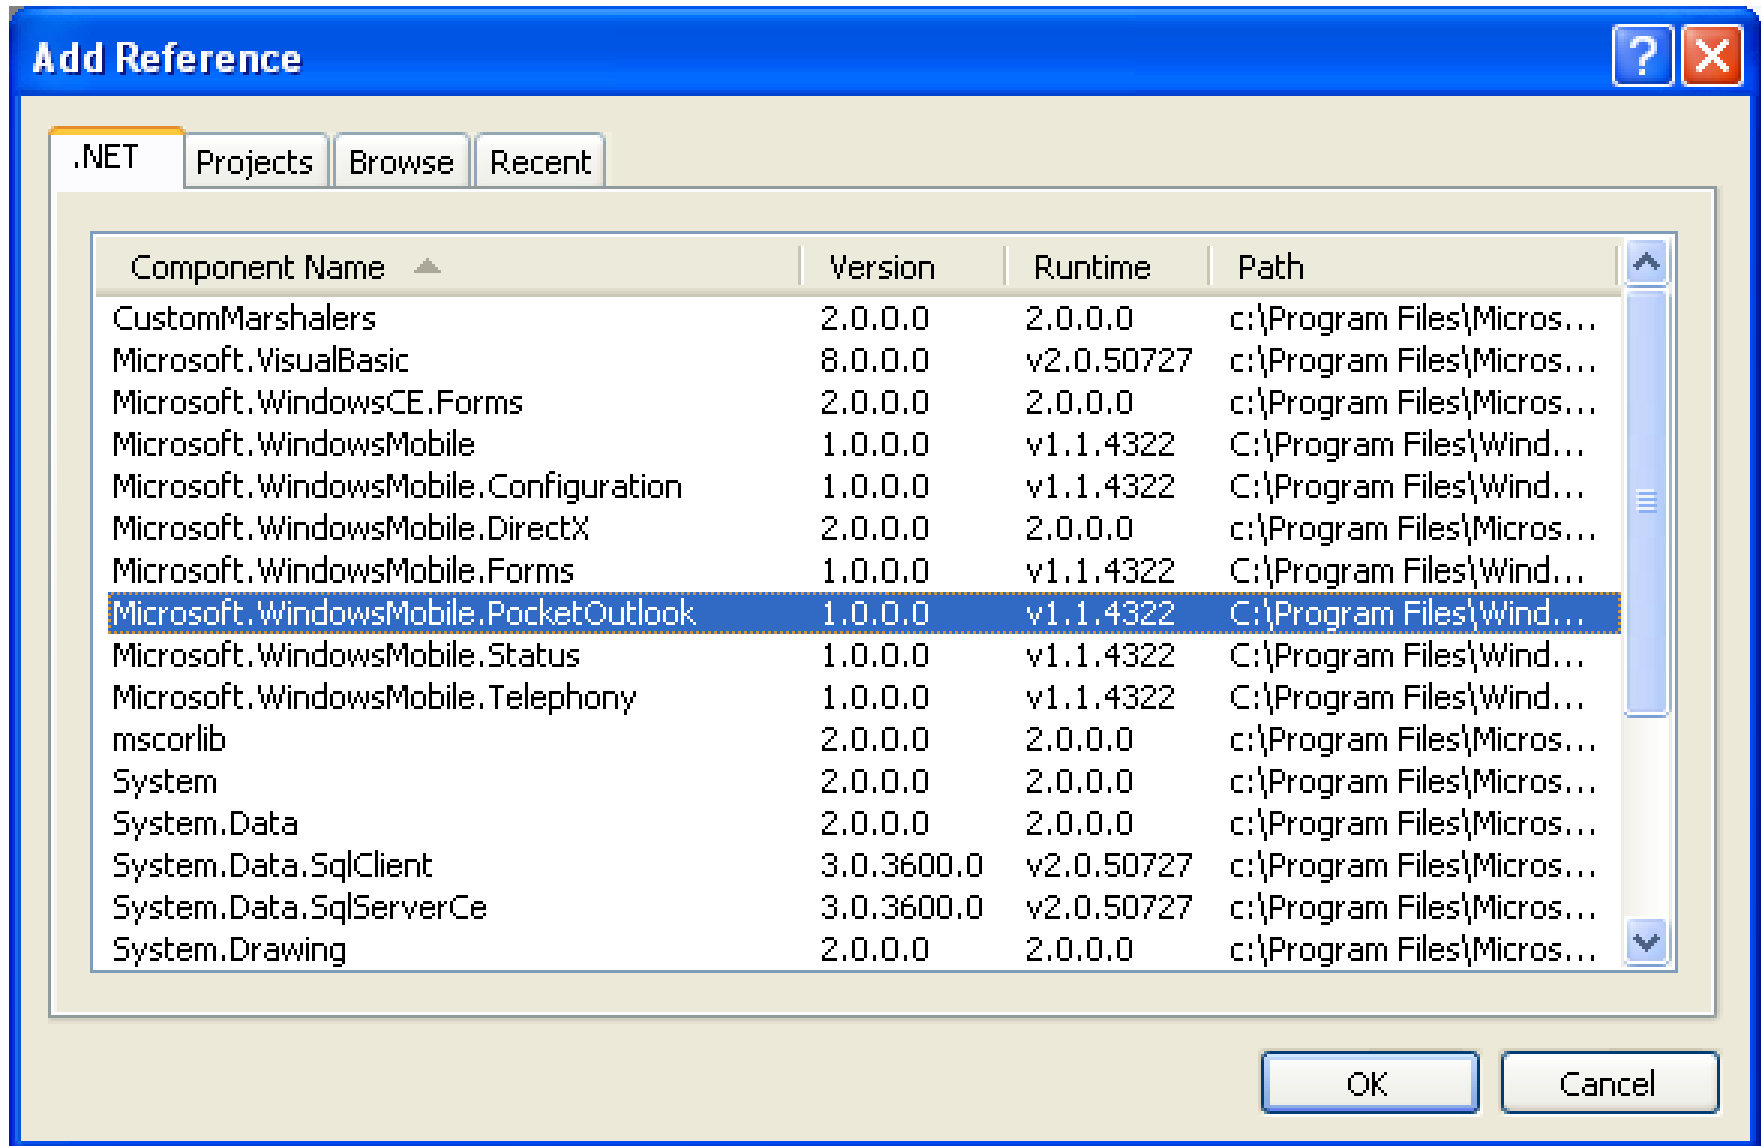 Add Reference
.NET Projects Browse Recent
Component Name Version Runtime Path
CustomMarshalers 2.0.0.0 2.0.0.0 c:\Program Files\Micros...
Microsoft.VisualBasic 8.0.0.0 v2.0.50727 c:\Program Files\Micros...
Microsoft.WindowsCE.Forms 2.0.0.0 2.0.0.0 c:\Program Files\Micros...
Microsoft.WindowsMobile 1.0.0.0 v1.1.4322 C:\Program Files\Wind...
Microsoft.WindowsMobile.Configuration 1.0.0.0 v1.1.4322 C:\Program Files\Wind...
Microsoft.WindowsMobile.DirectX 2.0.0.0 2.0.0.0 c:\Program Files\Micros...
Microsoft.WindowsMobile.Forms 1.0.0.0 v1.1.4322 C:\Program Files\Wind...
Microsoft.WindowsMobile.PocketOutlook 1.0.0.0 v1.1.4322 C:\Program Files\Wind...
Microsoft.WindowsMobile.Status 1.0.0.0 v1.1.4322 C:\Program Files\Wind...
Microsoft.WindowsMobile.Telephony 1.0.0.0 v1.1.4322 C:\Program Files\Wind...
mscorlib 2.0.0.0 2.0.0.0 c:\Program Files\Micros...
System 2.0.0.0 2.0.0.0 c:\Program Files\Micros...
System.Data 2.0.0.0 2.0.0.0 c:\Program Files\Micros...
System.Data.SqlClient 3.0.3600.0 v2.0.50727 c:\Program Files\Micros...
System.Data.SqlServerCe 3.0.3600.0 v2.0.50727 c:\Program Files\Micros...
System.Drawing 2.0.0.0 2.0.0.0 c:\Program Files\Micros...
OK Cancel